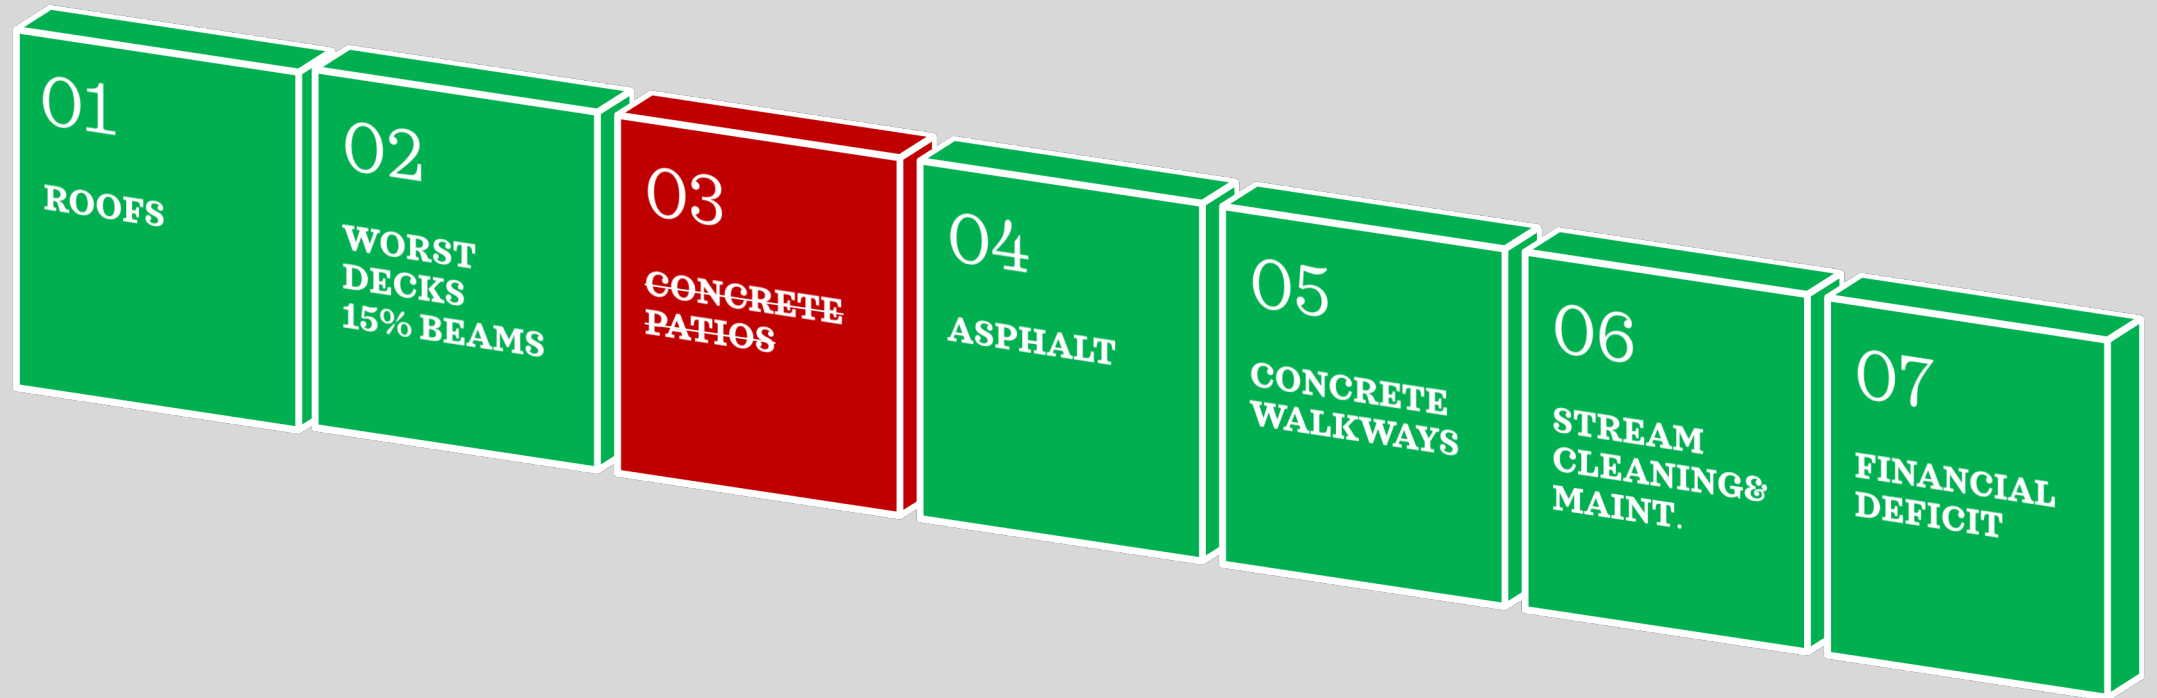 01
ROOFS
02
WORST
DECKS
15% BEAMS
03
CONCRETE
PATIOS
04
ASPHALT
05
CONCRETE
WALKWAYS
06
STREAM
CLEANING&
MAINT.
07
FINANCIAL
DEFICIT